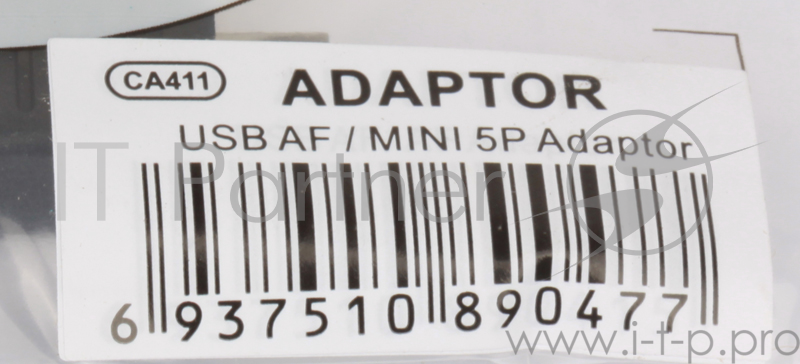 CA411 ADAPTOR
USB AF / MINI 5P Adaptor
IT Partner
6 937510 890477
www.i-t-p.pro